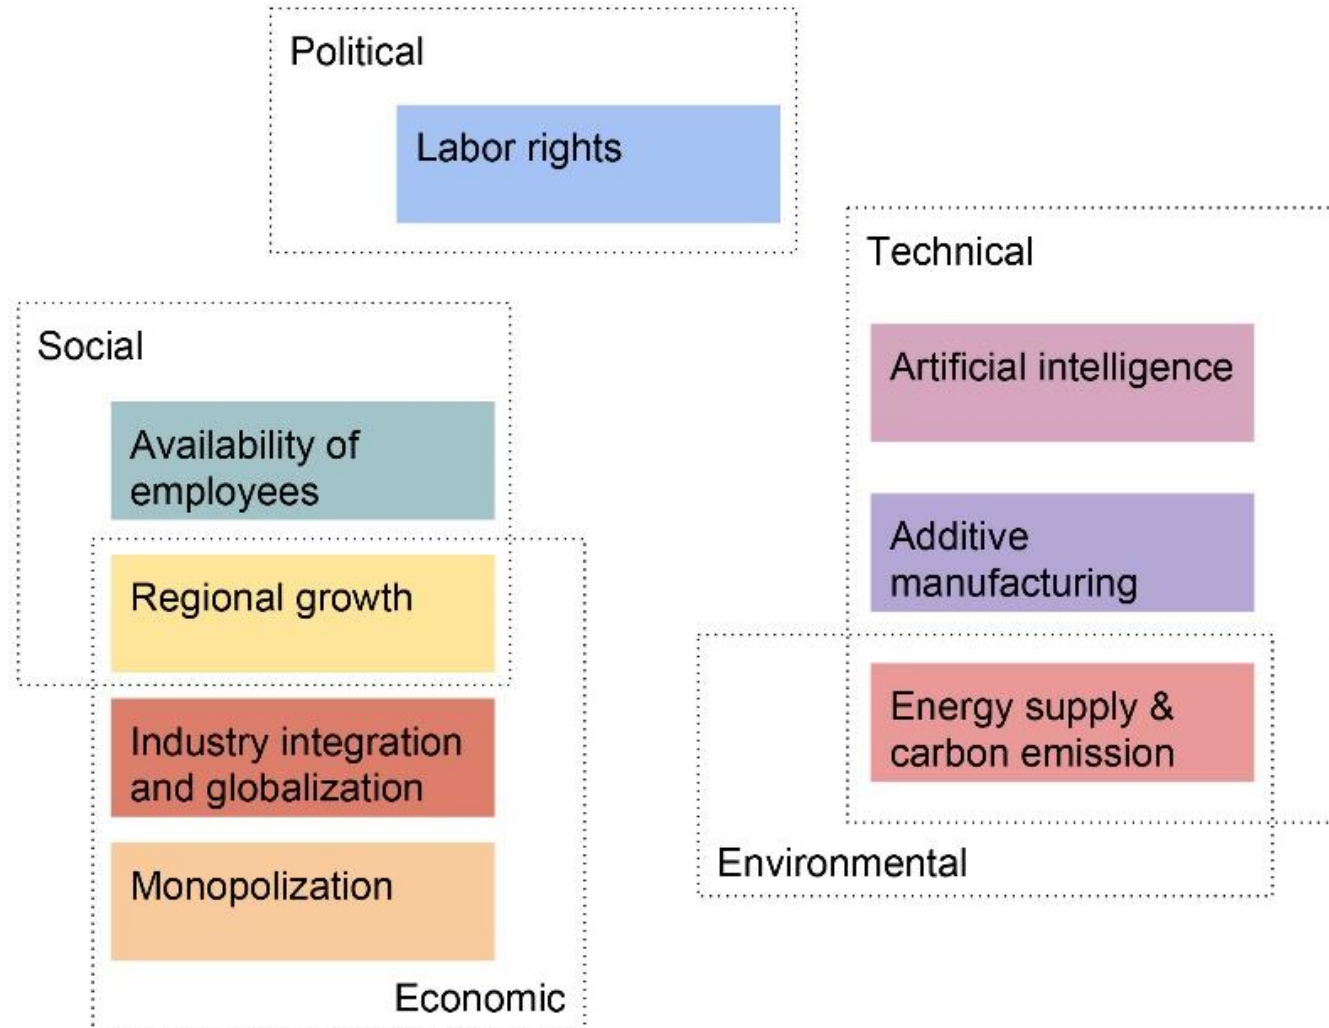 Political
Labor rights
Technical
Artificial intelligence
Additive
manufacturing
Energy supply &
carbon emission
Environmental
Social
Availability of
employees
Regional growth
Industry integration
and globalization
Monopolization
Economic